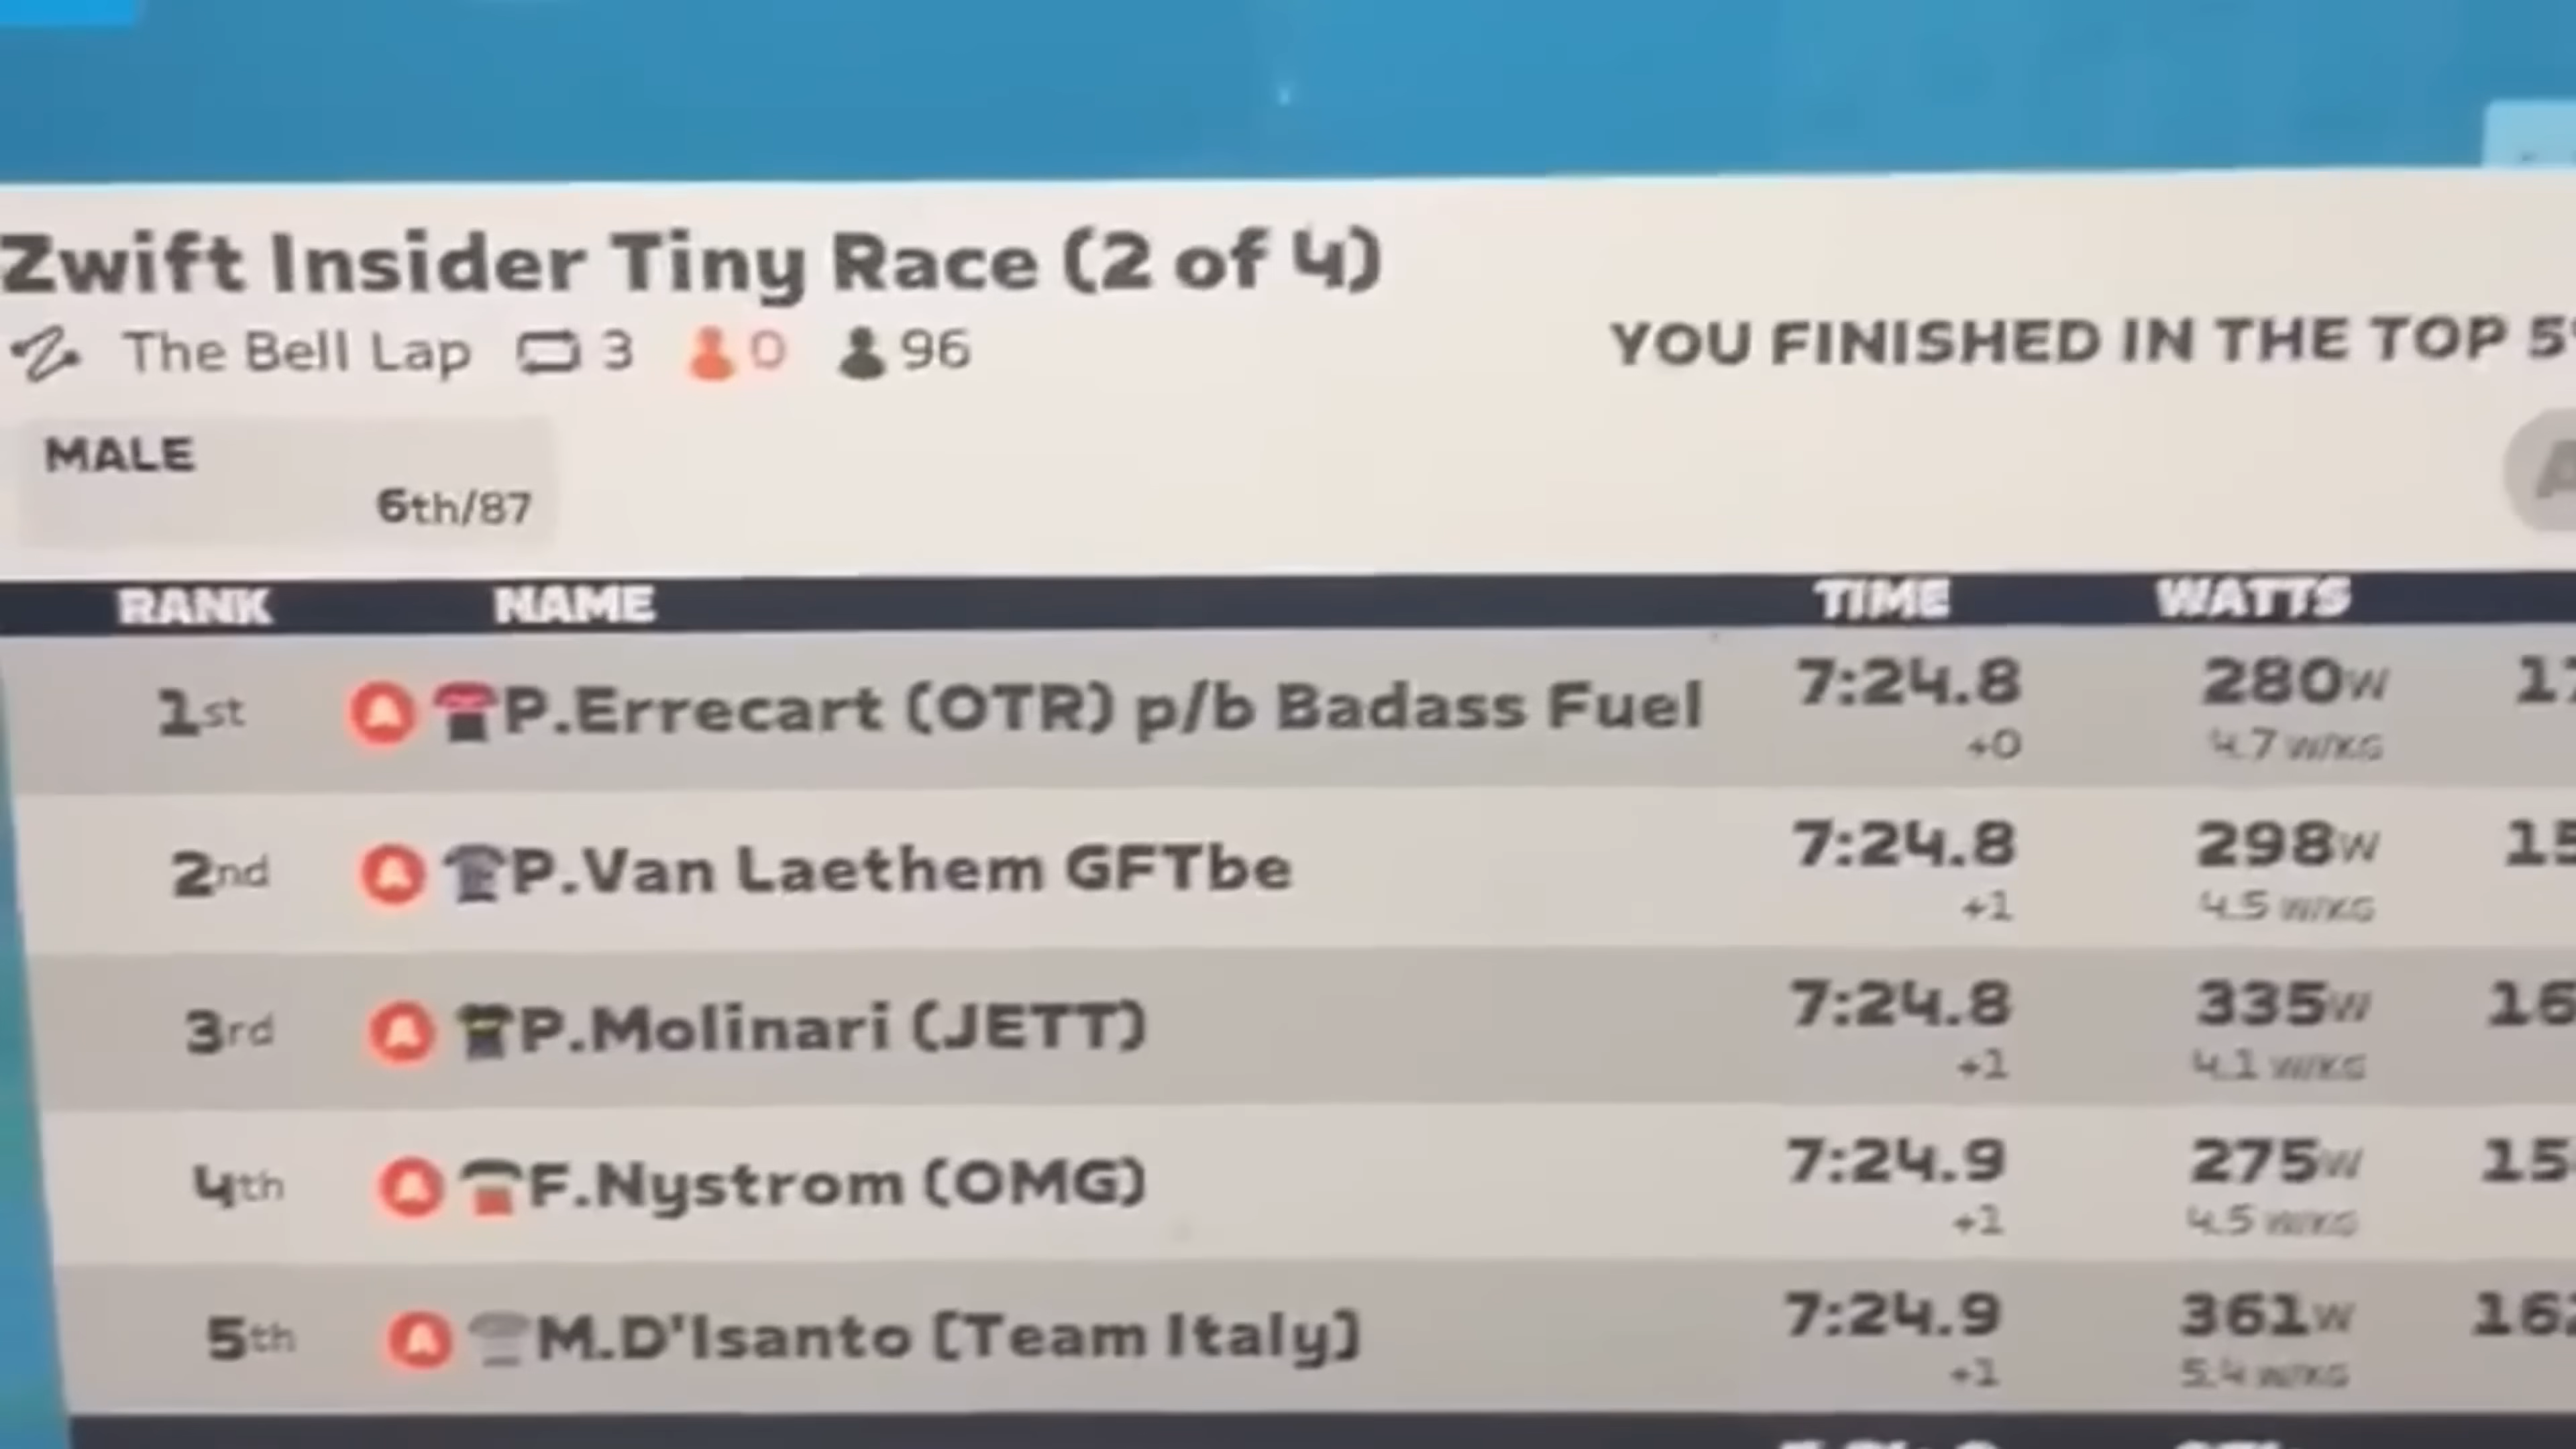 Zwift Insider Tiny Race (2 of 4)
The Bell Lap 3 0 96
YOU FINISHED IN THE TOP
MALE
6th/87
RANK NAME TIME WATTS
1st A P.Errecart (OTR) p/b Badass Fuel 7:24.8 280w
+0 4.7 W/KG
2nd A P.Van Laethem GFTbe 7:24.8 298w
+1 4.5 W/KG
3rd A P.Molinari (JETT) 7:24.8 335w
+1 4.1 W/KG
4th A F.Nystrom (OMG) 7:24.9 275w
+1 4.5 W/KG
5th A M.D'Isanto [Team Italy] 7:24.9 361w
+1 5.4 W/KG